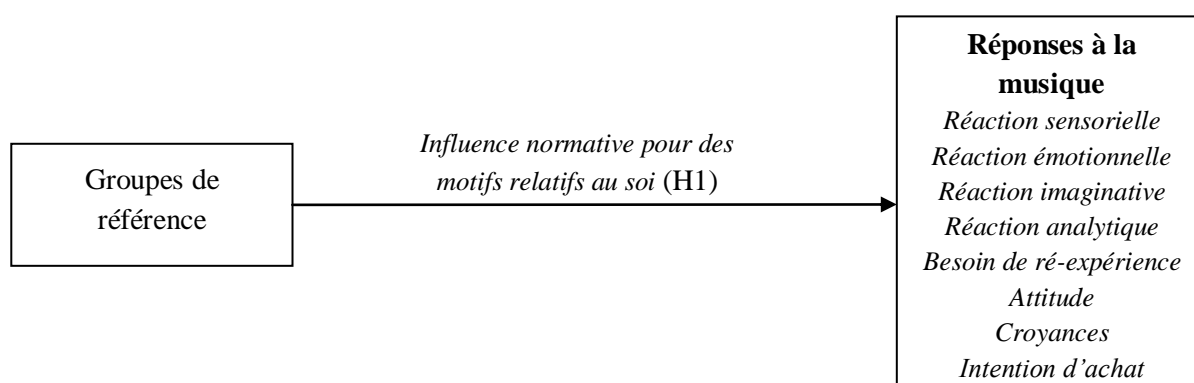 Groupes de
référence
Influence normative pour des
motifs relatifs au soi (H1)
Réponses à la
musique
Réaction sensorielle
Réaction émotionnelle
Réaction imaginative
Réaction analytique
Besoin de ré-expérience
Attitude
Croyances
Intention d'achat